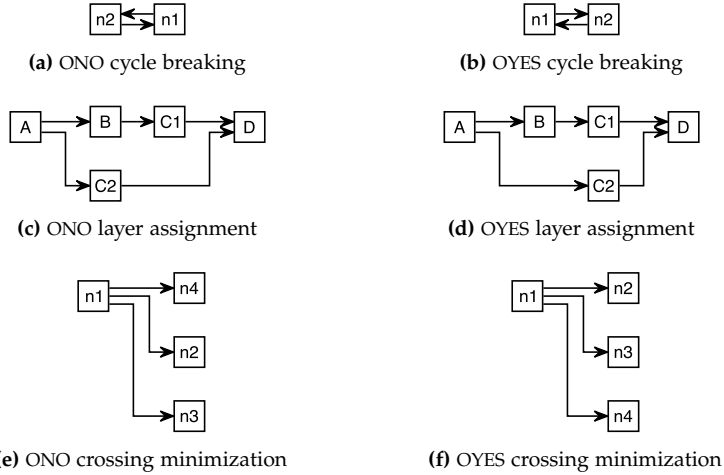 n2 n1 n1 n2
(a) ONO cycle breaking (b) OYES cycle breaking
A B C1 D A B C1 D
C2 C2
(c) ONO layer assignment (d) OYES layer assignment
n1 n4 n1 n2
n2 n3
n3 n4
(e) ONO crossing minimization (f) OYES crossing minimization